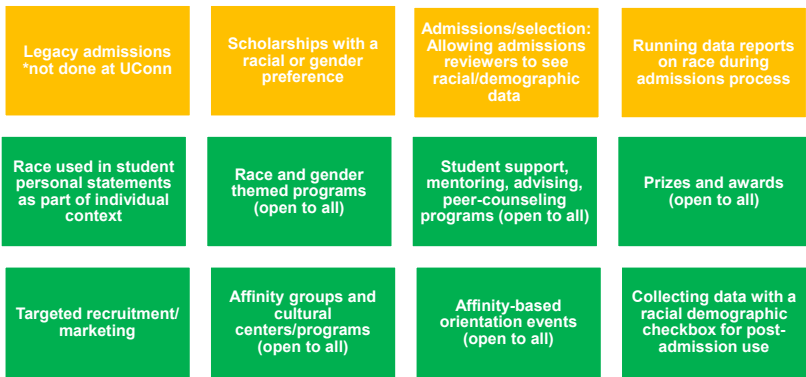 Legacy admissions
*not done at UConn
Scholarships with a
racial or gender
preference
Admissions/selection:
Allowing admissions
reviewers to see
racial/demographic
data
Running data reports
on race during
admissions process
Race used in student
personal statements
as part of individual
context
Race and gender
themed programs
(open to all)
Student support,
mentoring, advising,
peer-counseling
programs (open to all)
Prizes and awards
(open to all)
Targeted recruitment/
marketing
Affinity groups and
cultural
centers/programs
(open to all)
Affinity-based
orientation events
(open to all)
Collecting data with a
racial demographic
checkbox for post-
admission use